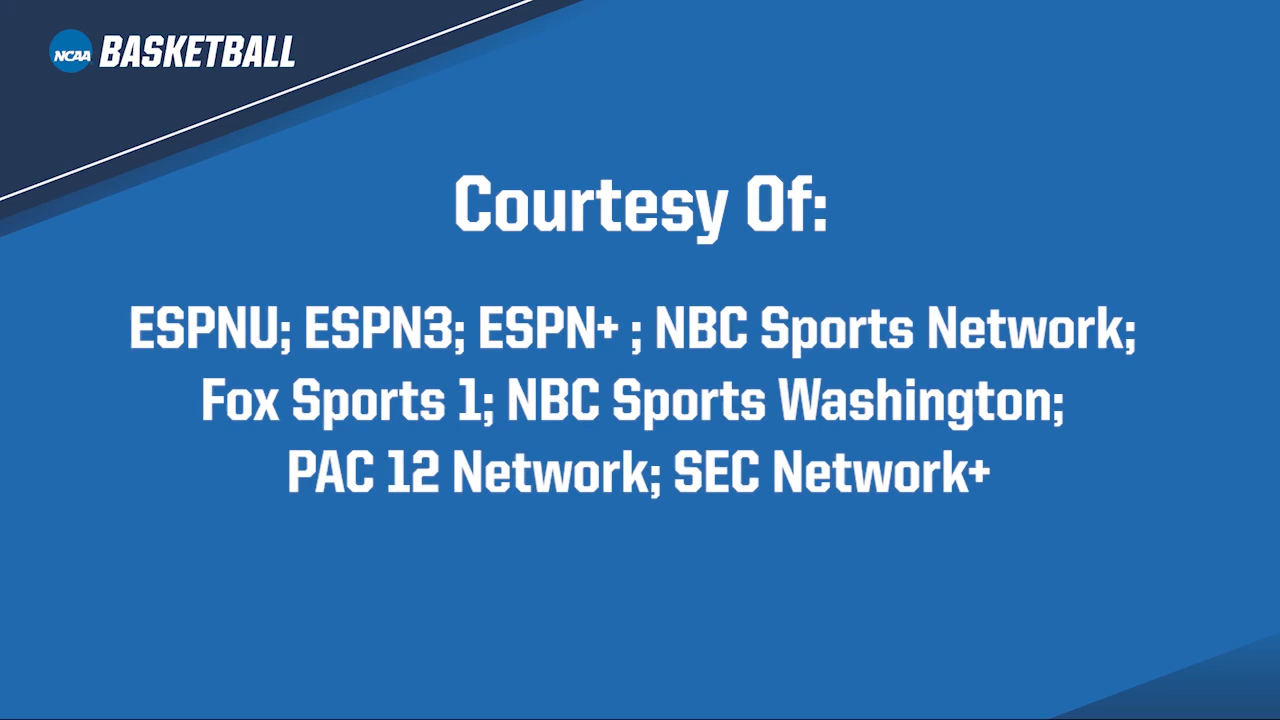 NCAA BASKETBALL
Courtesy Of:
ESPNU; ESPN3; ESPN+ ; NBC Sports Network;
Fox Sports 1; NBC Sports Washington;
PAC 12 Network; SEC Network+